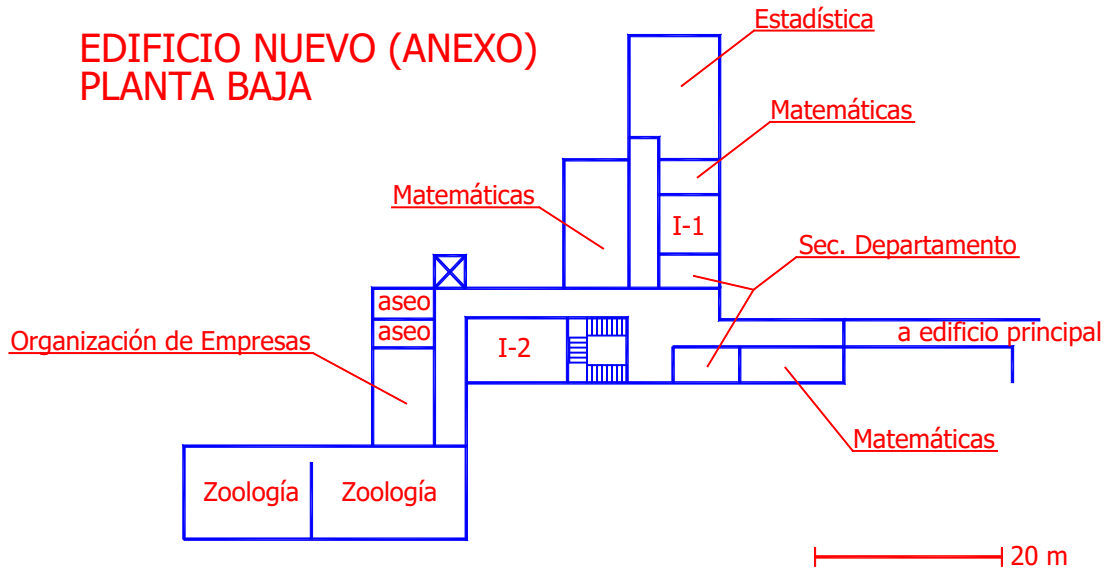 EDIFICIO NUEVO (ANEXO)
PLANTA BAJA
Estadística
Matemáticas
Matemáticas
I-1
Sec. Departamento
aseo
aseo
Organización de Empresas
I-2
a edificio principal
Matemáticas
Zoología
Zoología
20 m